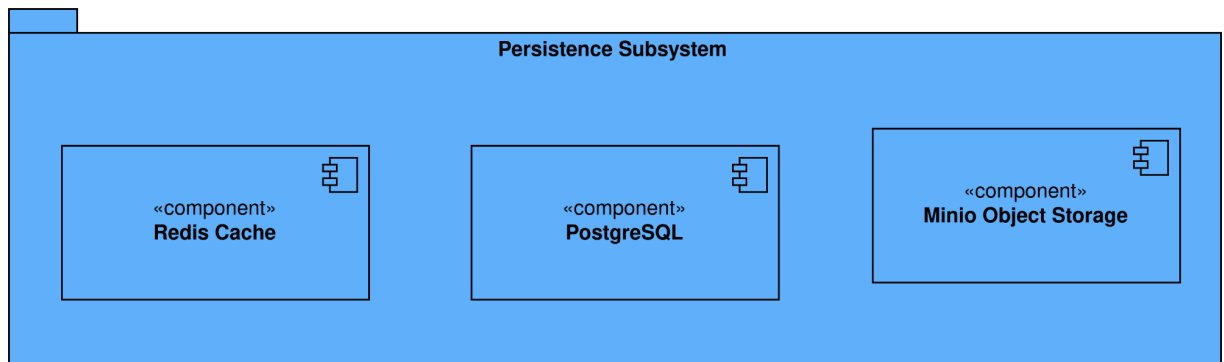 Persistence Subsystem
«component»
Redis Cache
«component»
PostgreSQL
«component»
Minio Object Storage